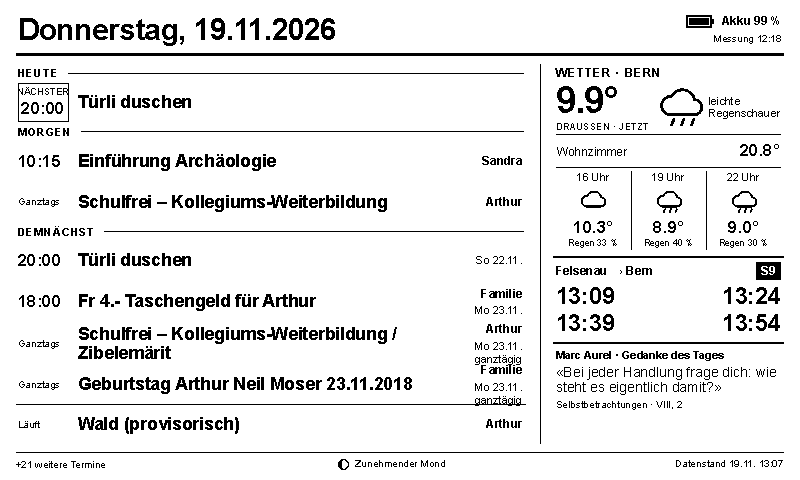 Donnerstag, 19.11.2026
Akku 99 %
Messung 12:18
HEUTE
NÄCHSTER
20:00 Türli duschen
MORGEN
10:15 Einführung Archäologie Sandra
Ganztags Schulfrei – Kollegiums-Weiterbildung Arthur
DEMNÄCHST
20:00 Türli duschen So 22.11.
18:00 Fr 4.- Taschengeld für Arthur Familie
Mo 23.11.
Ganztags Schulfrei – Kollegiums-Weiterbildung /
Zibelemärit
Arthur
Mo 23.11.
ganztägig
Ganztags Geburtstag Arthur Neil Moser 23.11.2018 Familie
Mo 23.11.
ganztägig
Läuft Wald (provisorisch) Arthur
WETTER · BERN
9.9°
leichte
Regenschauer
DRAUSSEN · JETZT
Wohnzimmer 20.8°
16 Uhr 19 Uhr 22 Uhr
10.3° 8.9° 9.0°
Regen 33 % Regen 40 % Regen 30 %
Felsenau › Bern S9
13:09 13:24
13:39 13:54
Marc Aurel · Gedanke des Tages
«Bei jeder Handlung frage dich: wie
steht es eigentlich damit?»
Selbstbetrachtungen · VIII, 2
+21 weitere Termine
Zunehmender Mond
Datenstand 19.11. 13:07